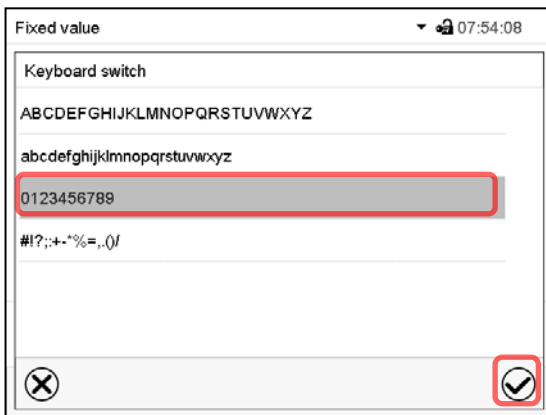 Fixed value 07:54:08
Keyboard switch
ABCDEFGHIJKLMNOPQRSTUVWXYZ
abcdefghijklmnopqrstuvwxyz
0123456789
#!?;:+-*%=,.()/